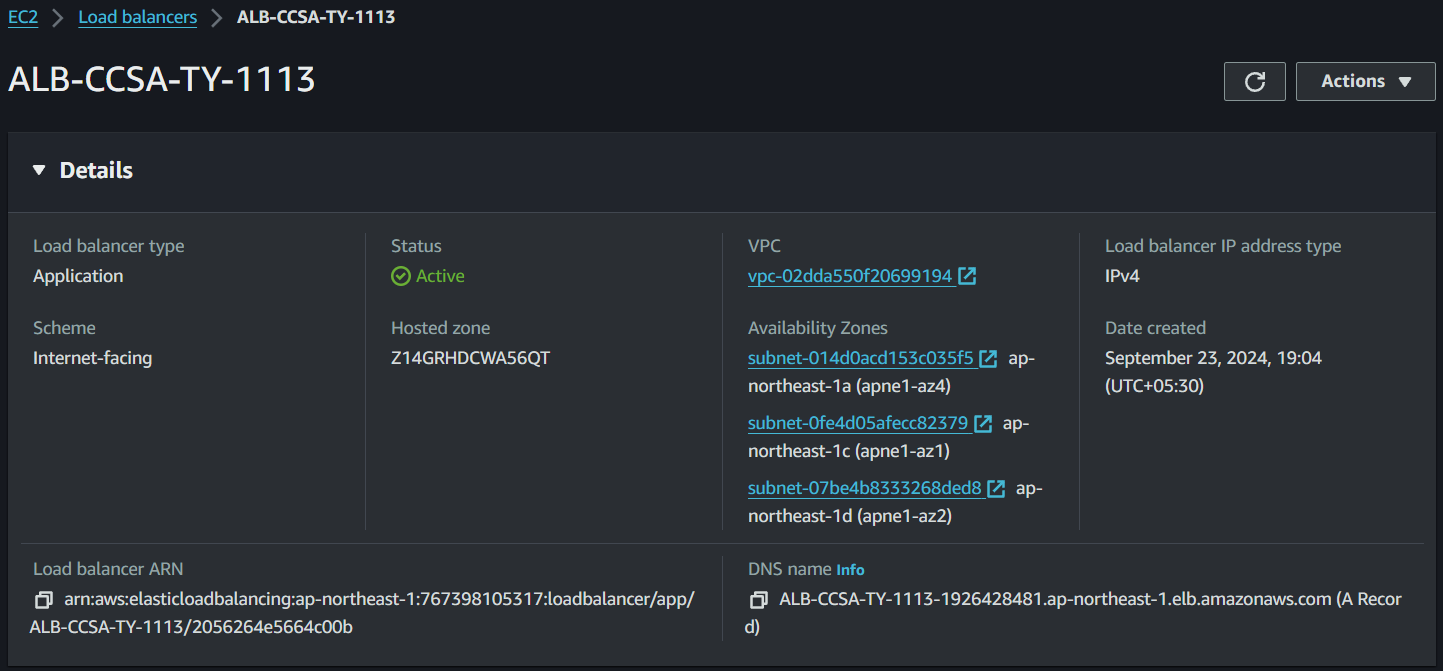 EC2 > Load balancers > ALB-CCSA-TY-1113
ALB-CCSA-TY-1113
Actions
Details
Load balancer type
Application
Scheme
Internet-facing
Status
Active
Hosted zone
Z14GRHDCWA56QT
VPC
vpc-02dda550f20699194
Availability Zones
subnet-014d0acd153c035f5 ap-
northeast-1a (apne1-az4)
subnet-0fe4d05afecc82379 ap-
northeast-1c (apne1-az1)
subnet-07be4b8333268ded8 ap-
northeast-1d (apne1-az2)
Load balancer IP address type
IPv4
Date created
September 23, 2024, 19:04
(UTC+05:30)
Load balancer ARN
arn:aws:elasticloadbalancing:ap-northeast-1:767398105317:loadbalancer/app/
ALB-CCSA-TY-1113/2056264e5664c00b
DNS name Info
ALB-CCSA-TY-1113-1926428481.ap-northeast-1.elb.amazonaws.com (A Recor
d)